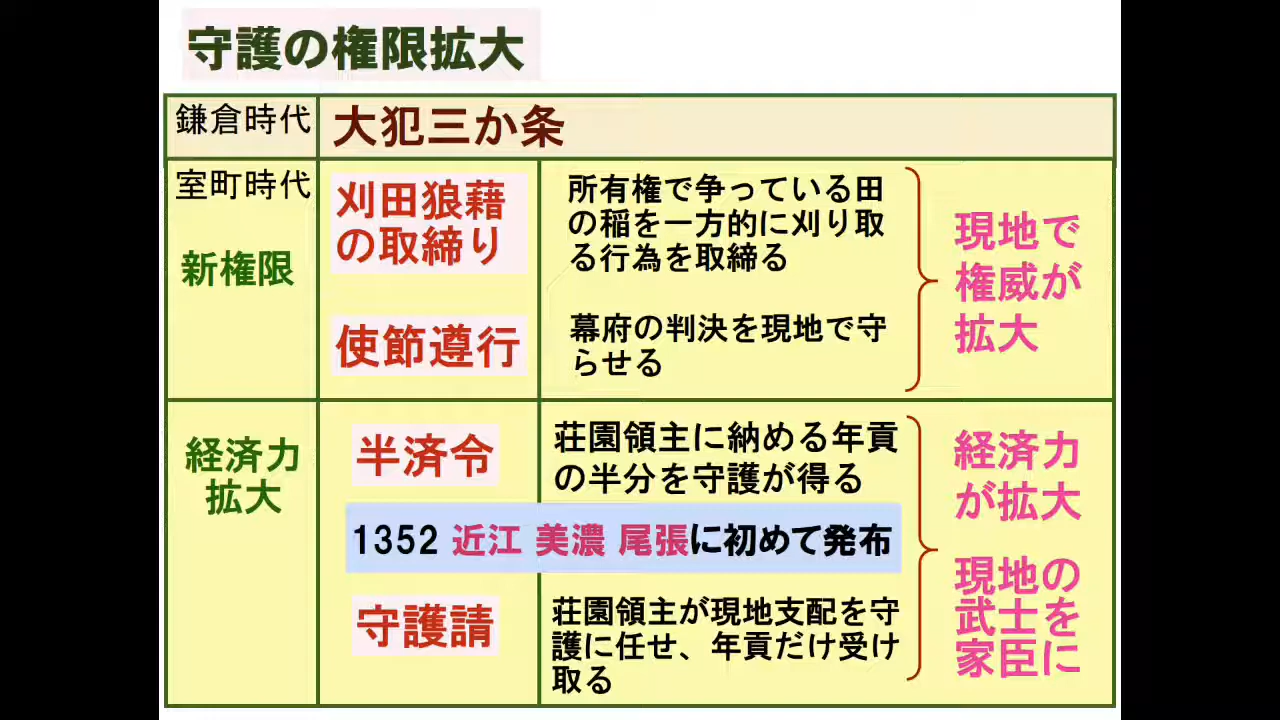 守護の権限拡大
鎌倉時代
大犯三か条
室町時代
新権限
刈田狼藉
の取締り
所有権で争っている田
の稲を一方的に刈り取
る行為を取締る
使節遵行
幕府の判決を現地で守
らせる
現地で
権威が
拡大
経済力
拡大
半済令
荘園領主に納める年貢
の半分を守護が得る
1352 近江 美濃 尾張に初めて発布
守護請
荘園領主が現地支配を守
護に任せ、年貢だけ受け
取る
経済力
が拡大
現地の
武士を
家臣に